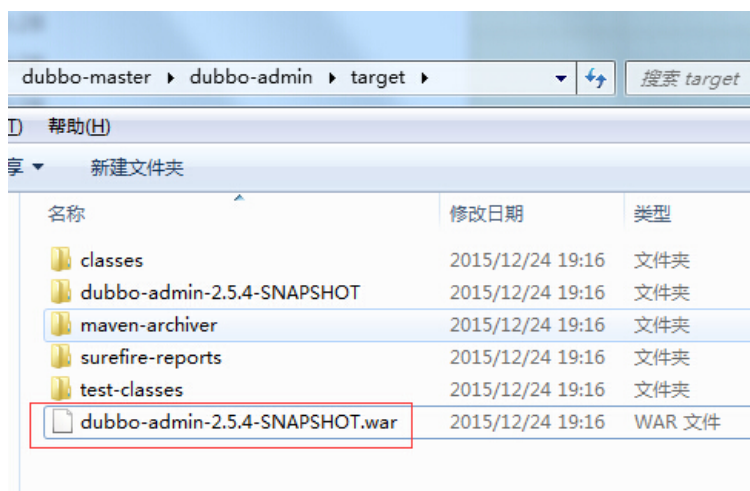 dubbo-master ▸ dubbo-admin ▸ target ▸ 搜索 target
T) 帮助(H)
享 ▼ 新建文件夹
名称 修改日期 类型
classes 2015/12/24 19:16 文件夹
dubbo-admin-2.5.4-SNAPSHOT 2015/12/24 19:16 文件夹
maven-archiver 2015/12/24 19:16 文件夹
surefire-reports 2015/12/24 19:16 文件夹
test-classes 2015/12/24 19:16 文件夹
dubbo-admin-2.5.4-SNAPSHOT.war 2015/12/24 19:16 WAR 文件